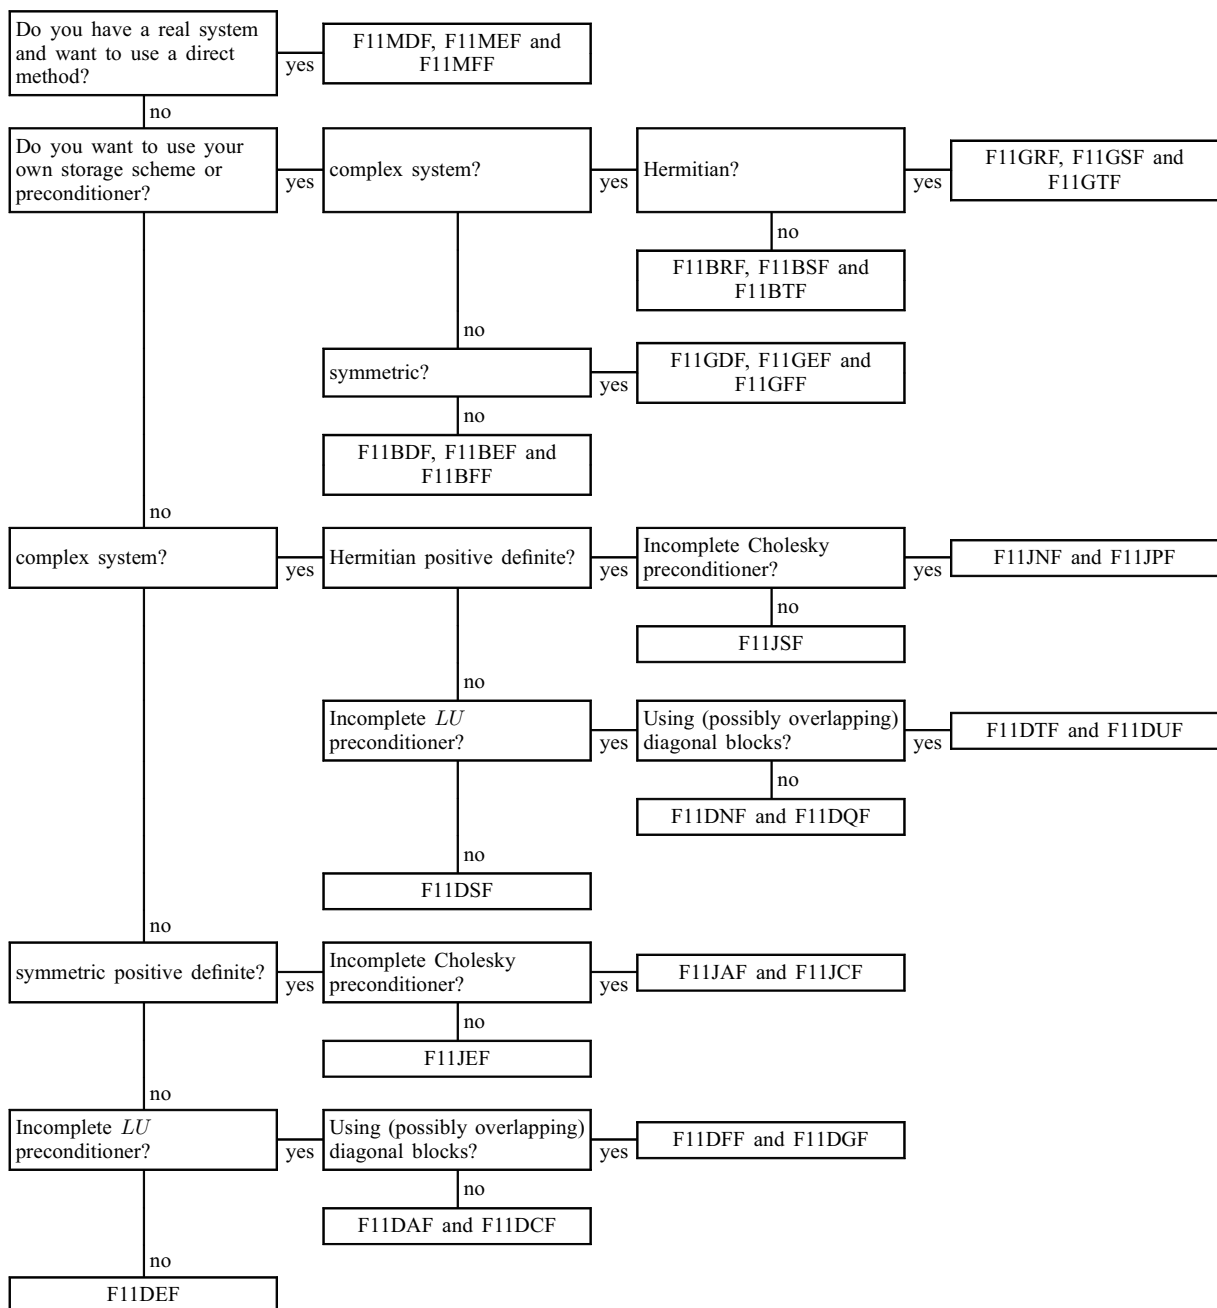 Do you have a real system
and want to use a direct
method?
yes
F11MDF, F11MEF and
F11MFF
no
Do you want to use your
own storage scheme or
preconditioner?
yes
complex system?
yes
Hermitian?
yes
F11GRF, F11GSF and
F11GTF
no
F11BRF, F11BSF and
F11BTF
no
symmetric?
yes
F11GDF, F11GEF and
F11GFF
no
F11BDF, F11BEF and
F11BFF
no
complex system?
yes
Hermitian positive definite?
yes
Incomplete Cholesky
preconditioner?
yes
F11JNF and F11JPF
no
F11JSF
no
Incomplete LU
preconditioner?
yes
Using (possibly overlapping)
diagonal blocks?
yes
F11DTF and F11DUF
no
F11DNF and F11DQF
no
F11DSF
no
symmetric positive definite?
yes
Incomplete Cholesky
preconditioner?
yes
F11JAF and F11JCF
no
F11JEF
no
Incomplete LU
preconditioner?
yes
Using (possibly overlapping)
diagonal blocks?
yes
F11DFF and F11DGF
no
F11DAF and F11DCF
no
F11DEF